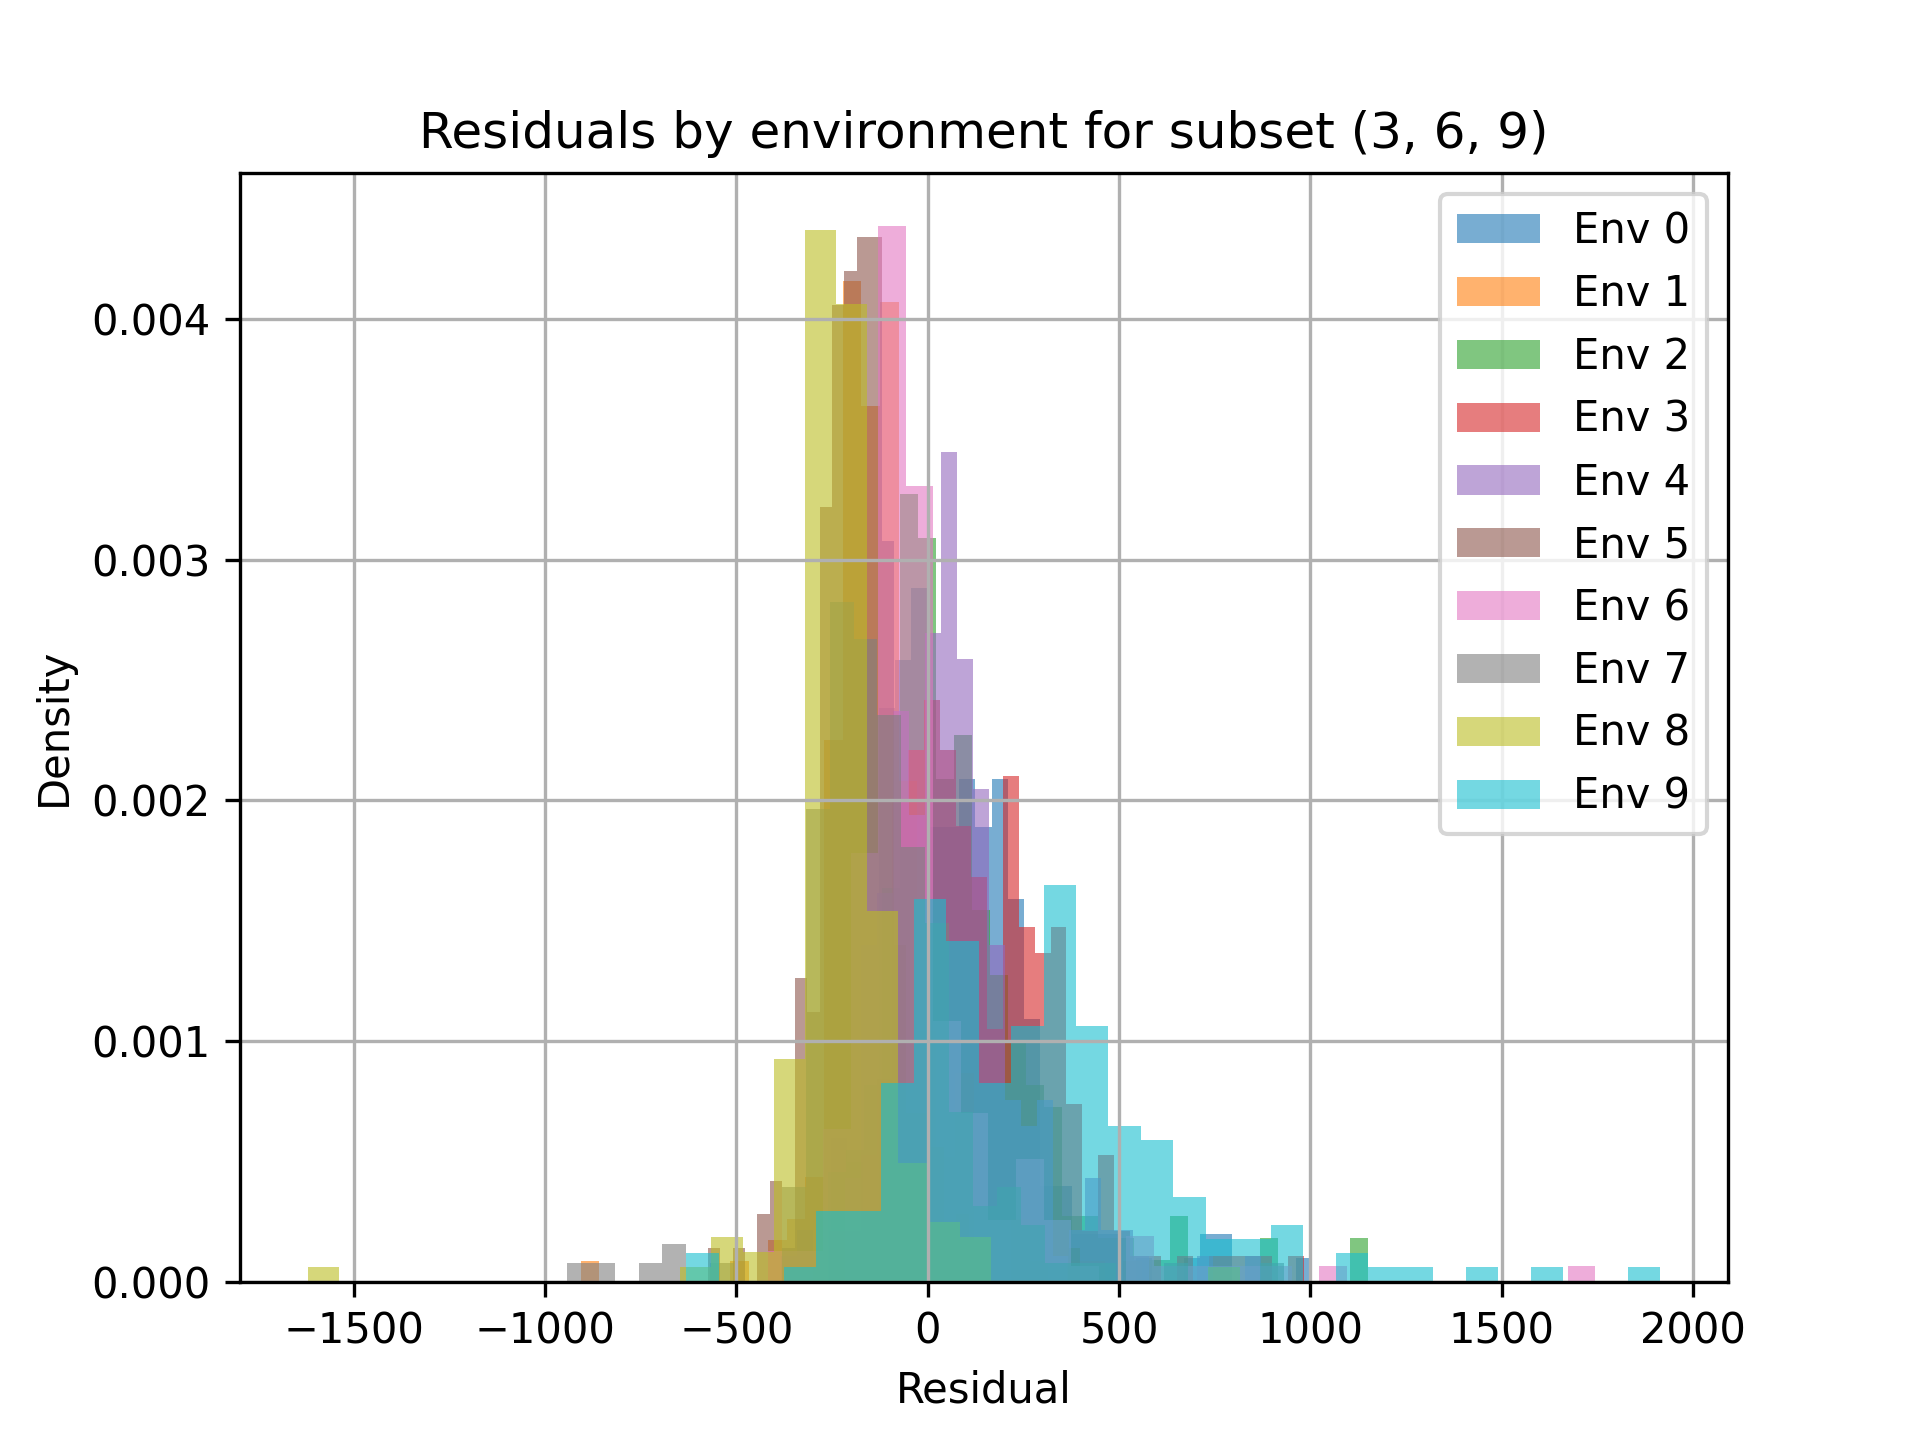 Residuals by environment for subset (3, 6, 9)
Density
0.004
0.003
0.002
0.001
0.000
−1500
−1000
−500
0
500
1000
1500
2000
Residual
Env 0
Env 1
Env 2
Env 3
Env 4
Env 5
Env 6
Env 7
Env 8
Env 9